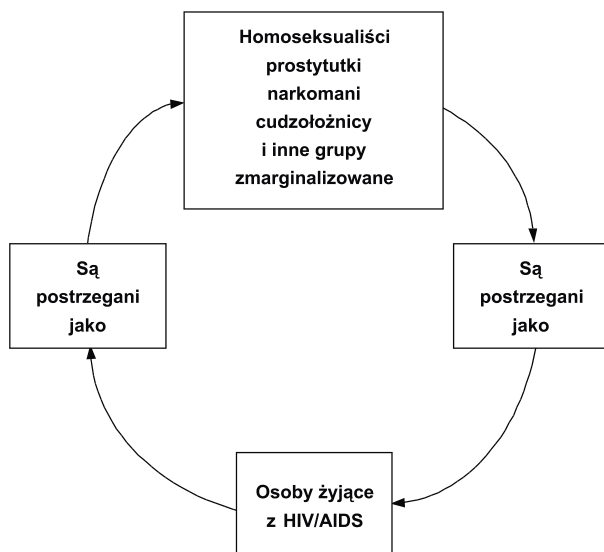 Homoseksualiści
prostytutki
narkomani
cudzołożnicy
i inne grupy
zmarginalizowane
Są
postrzegani
jako
Są
postrzegani
jako
Osoby żyjące
z HIV/AIDS